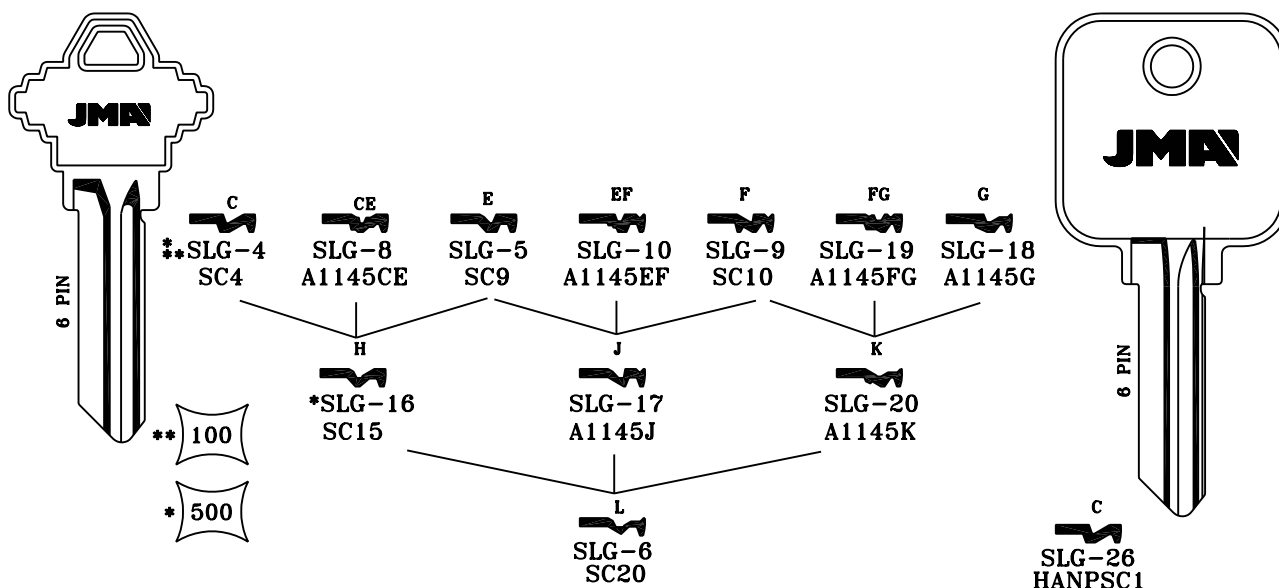 JMA
JMA
C CE E EF F FG G
*** SLG-4 SLG-8 SLG-5 SLG-10 SLG-9 SLG-19 SLG-18
SC4 A1145CE SC9 A1145EF SC10 A1145FG A1145G
6 PIN
6 PIN
H J K
*SLG-16 SLG-17 SLG-20
SC15 A1145J A1145K
** 100
* 500
L
SLG-6
SC20
C
SLG-26
HANPSC1